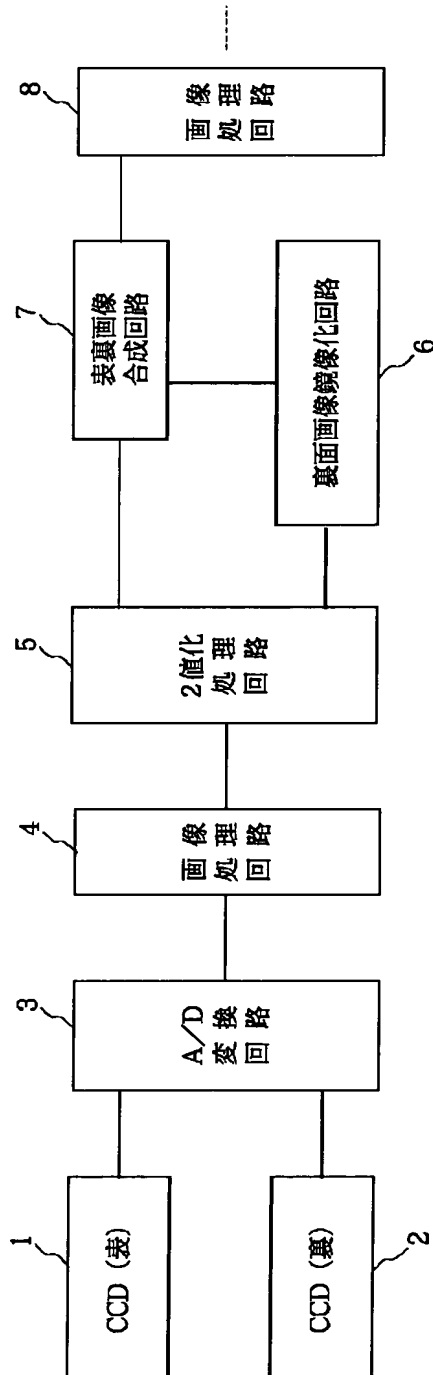 1
CCD (表)
2
CCD (裏)
3
A/D
変換
回路
4
画像
処理
回路
5
2値化
処理
回路
6
裏面画像鏡像化回路
7
表裏画像
合成回路
8
画像
処理
回路